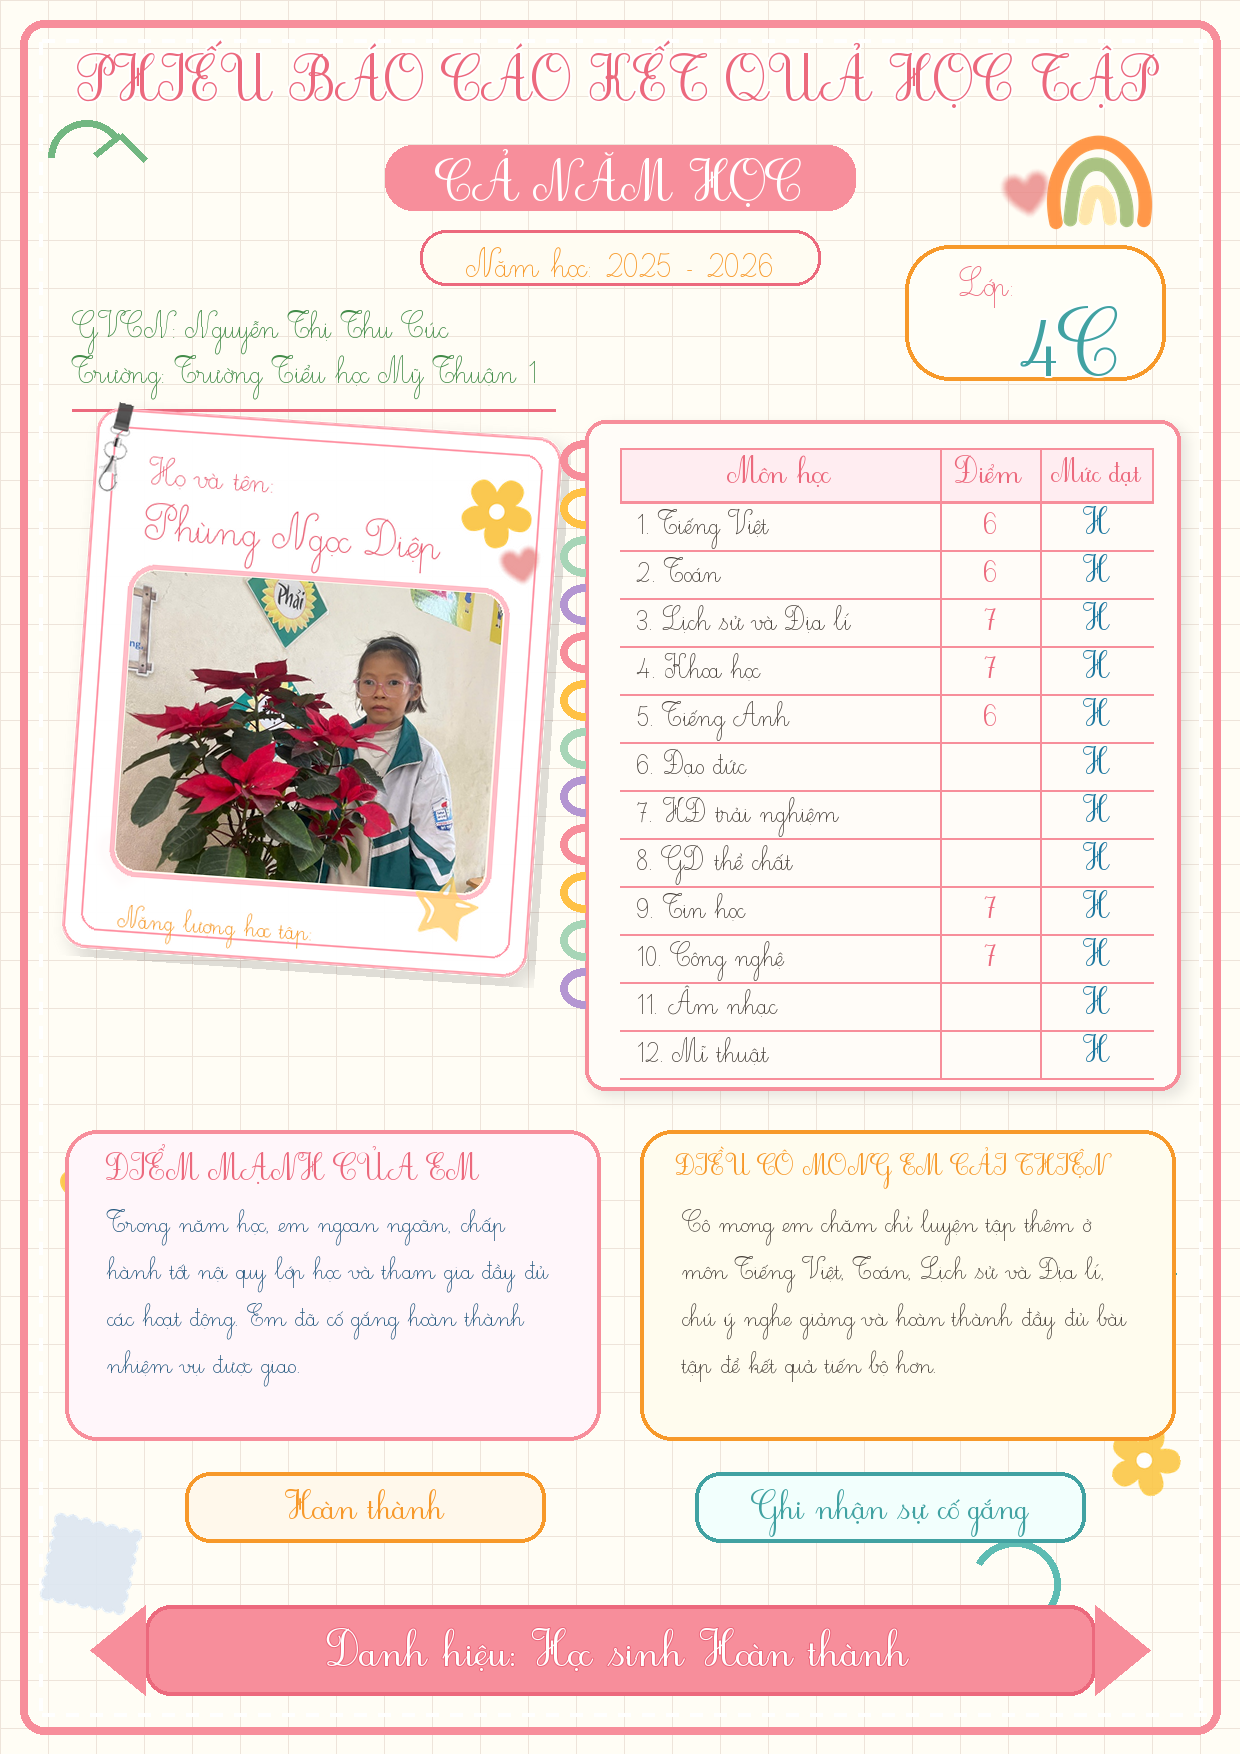 PHIẾU BÁO CÁO KẾT QUẢ HỌC TẬP
CẢ NĂM HỌC
Năm học: 2025 - 2026
Lớp:
4C
GVCN: Nguyễn Thi Thu Cúc
Trường: Trường Tiểu học Mỹ Thuận 1
Họ và tên:
Phùng Ngọc Diệp
Phải
ng,
Năng lượng học tập:
Môn học Điểm Mức đạt
1. Tiếng Việt 6 H
2. Toán 6 H
3. Lịch sử và Địa lí 7 H
4. Khoa học 7 H
5. Tiếng Anh 6 H
6. Đạo đức H
7. HĐ trải nghiệm H
8. GD thể chất H
9. Tin học 7 H
10. Công nghệ 7 H
11. Âm nhạc H
12. Mĩ thuật H
ĐIỂM MẠNH CỦA EM
Trong năm học, em ngoan ngoãn, chấp
hành tốt nội quy lớp học và tham gia đầy đủ
các hoạt động. Em đã cố gắng hoàn thành
nhiệm vụ được giao.
ĐIỀU CÔ MONG EM CẢI THIỆN
Cô mong em chăm chỉ luyện tập thêm ở
môn Tiếng Việt, Toán, Lịch sử và Địa lí,
chú ý nghe giảng và hoàn thành đầy đủ bài
tập để kết quả tiến bộ hơn.
Hoàn thành
Ghi nhận sự cố gắng
Danh hiệu: Học sinh Hoàn thành